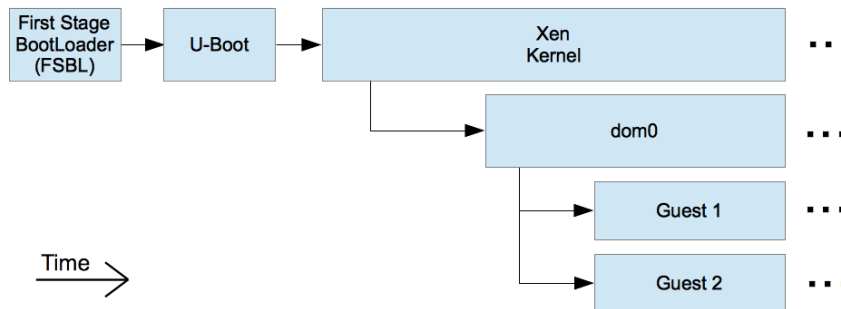 First Stage
BootLoader
(FSBL)
U-Boot
Xen
Kernel
dom0
Guest 1
Guest 2
Time